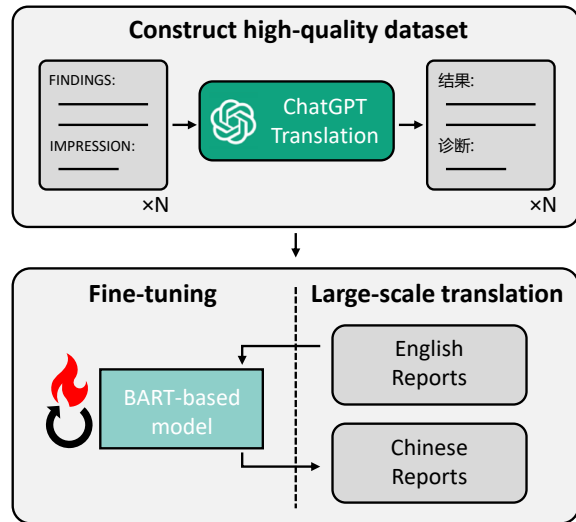 Construct high-quality dataset
FINDINGS:
IMPRESSION:
×N
ChatGPT
Translation
结果:
诊断:
×N
Fine-tuning
BART-based
model
Large-scale translation
English
Reports
Chinese
Reports